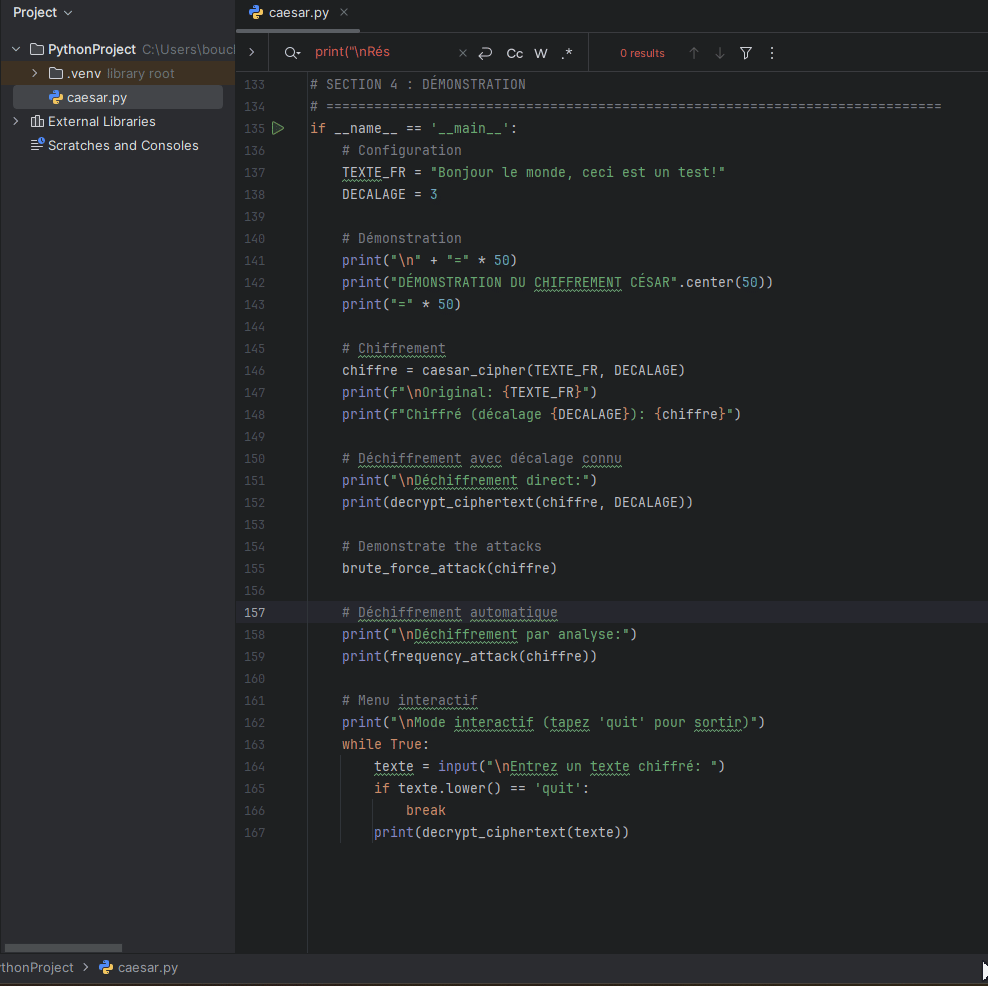 Project
caesar.py
PythonProject C:\Users\boucl
.venv library root
caesar.py
External Libraries
Scratches and Consoles
print("\nRés
Cc W .* 0 results
133 # SECTION 4 : DÉMONSTRATION
134 # =============================================================================
135 if __name__ == '__main__':
136 # Configuration
137 TEXTE_FR = "Bonjour le monde, ceci est un test!"
138 DECALAGE = 3
139
140 # Démonstration
141 print("\n" + "=" * 50)
142 print("DÉMONSTRATION DU CHIFFREMENT CÉSAR".center(50))
143 print("=" * 50)
144
145 # Chiffrement
146 chiffre = caesar_cipher(TEXTE_FR, DECALAGE)
147 print(f"\nOriginal: {TEXTE_FR}")
148 print(f"Chiffré (décalage {DECALAGE}): {chiffre}")
149
150 # Déchiffrement avec décalage connu
151 print("\nDéchiffrement direct:")
152 print(decrypt_ciphertext(chiffre, DECALAGE))
153
154 # Demonstrate the attacks
155 brute_force_attack(chiffre)
156
157 # Déchiffrement automatique
158 print("\nDéchiffrement par analyse:")
159 print(frequency_attack(chiffre))
160
161 # Menu interactif
162 print("\nMode interactif (tapez 'quit' pour sortir)")
163 while True:
164 texte = input("\nEntrez un texte chiffré: ")
165 if texte.lower() == 'quit':
166 break
167 print(decrypt_ciphertext(texte))
thonProject > caesar.py